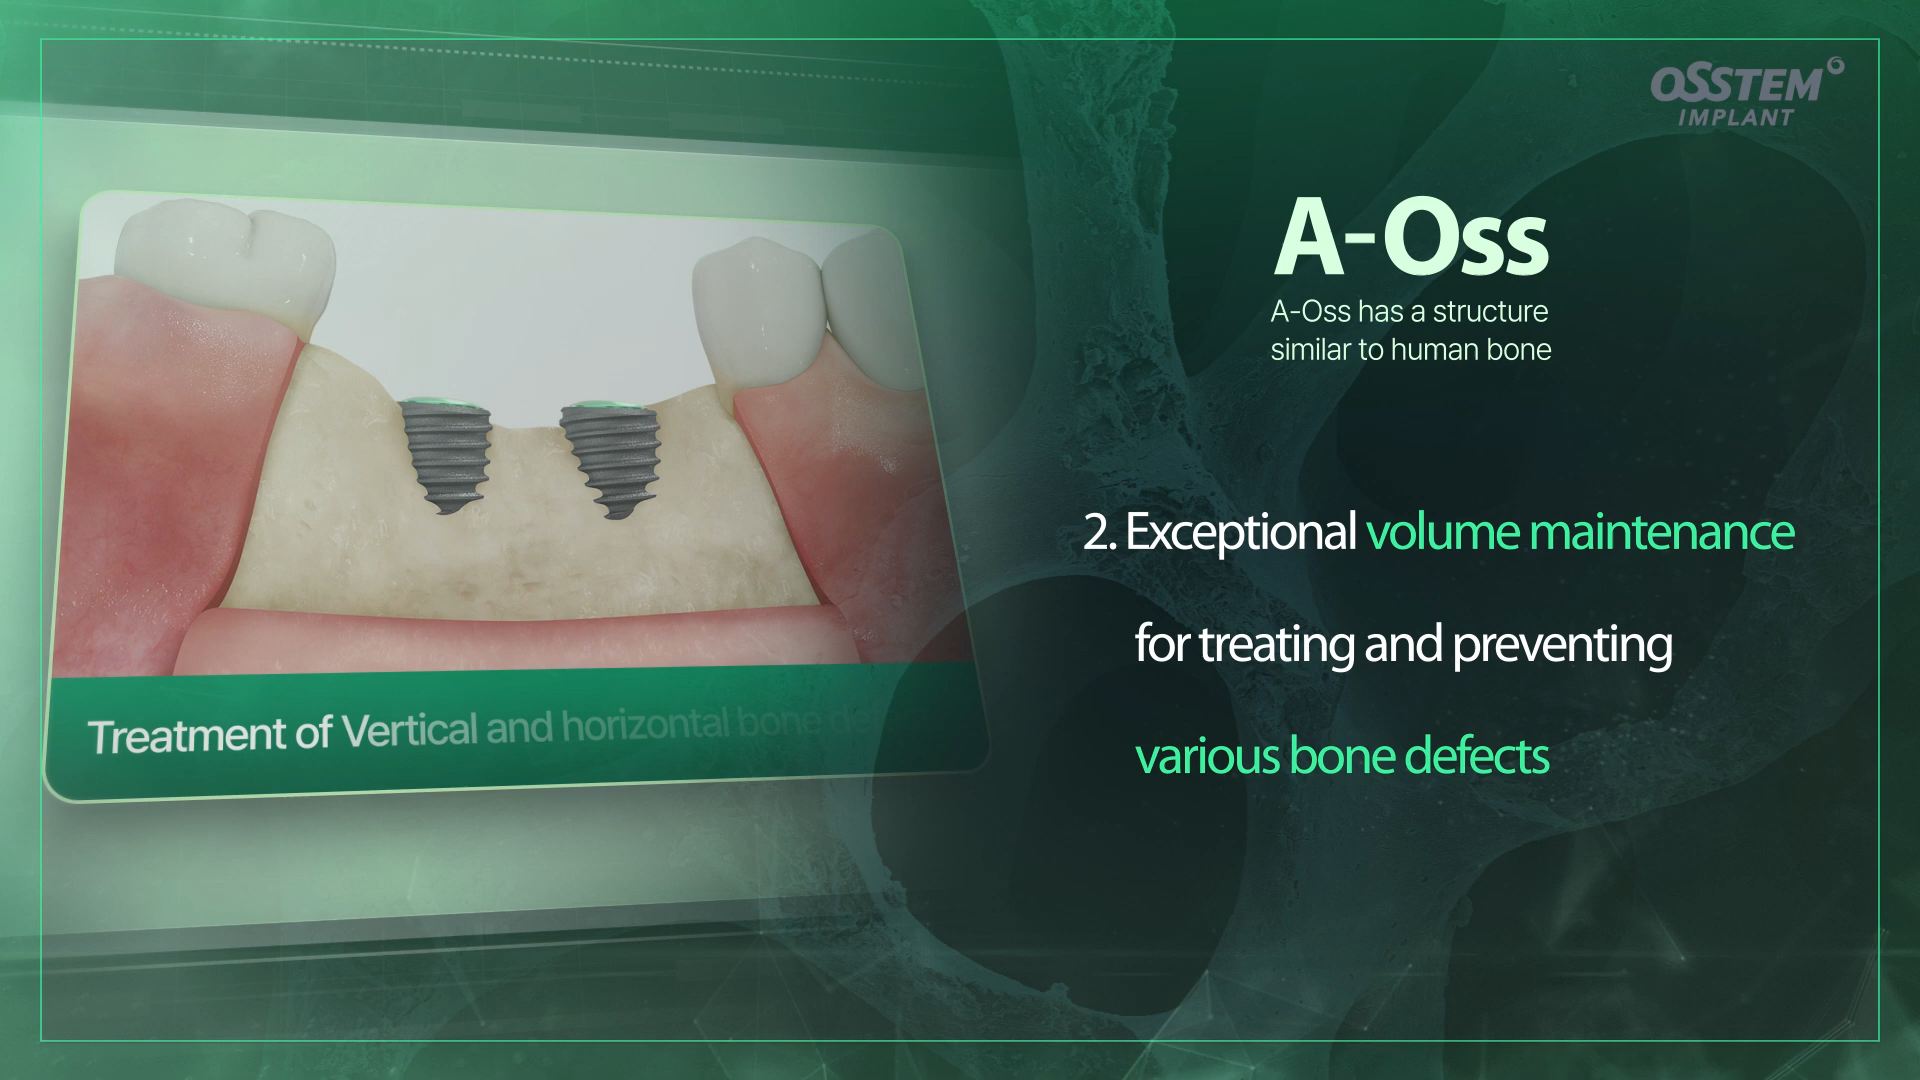 OSSTEM
IMPLANT
A-Oss
A-Oss has a structure
similar to human bone
2. Exceptional volume maintenance
for treating and preventing
various bone defects
Treatment of Vertical and horizontal bone